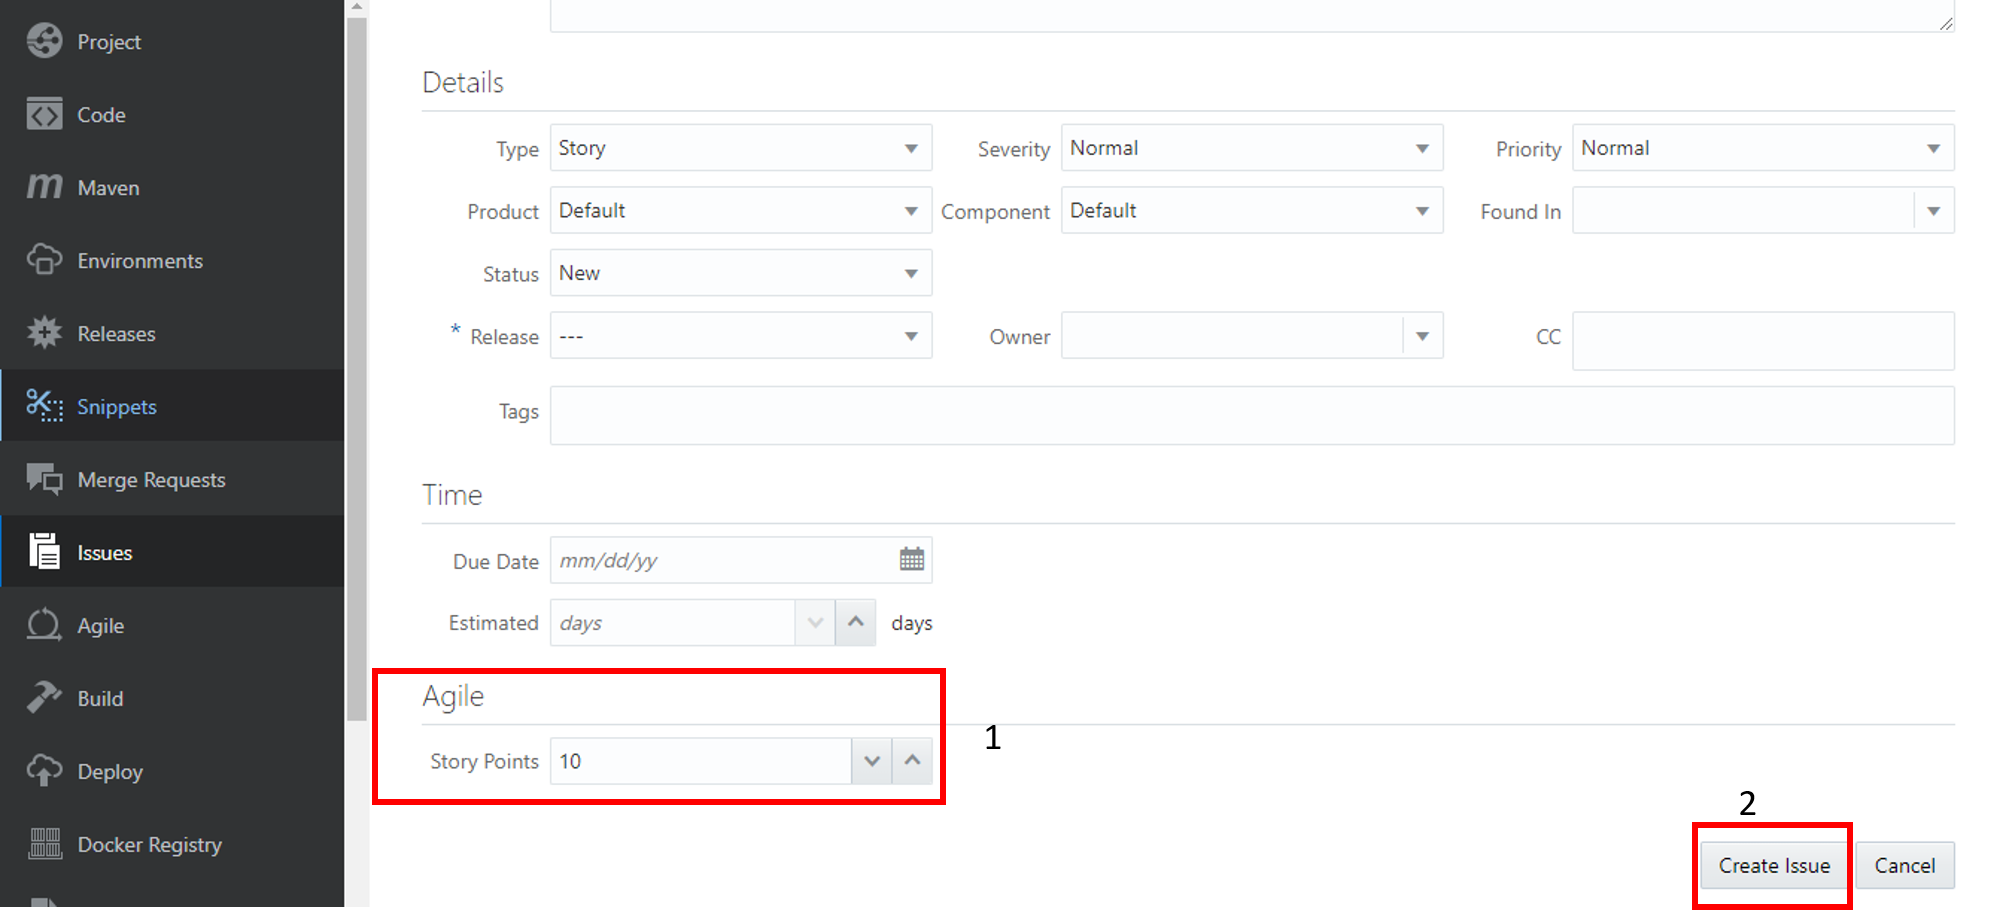 Project
Code
Maven
Environments
Releases
Snippets
Merge Requests
Issues
Agile
Build
Deploy
Docker Registry
Details
Type Story Severity Normal Priority Normal
Product Default Component Default Found In
Status New
* Release --- Owner CC
Tags
Time
Due Date mm/dd/yy
Estimated days days
Agile
1
Story Points 10
2
Create Issue Cancel